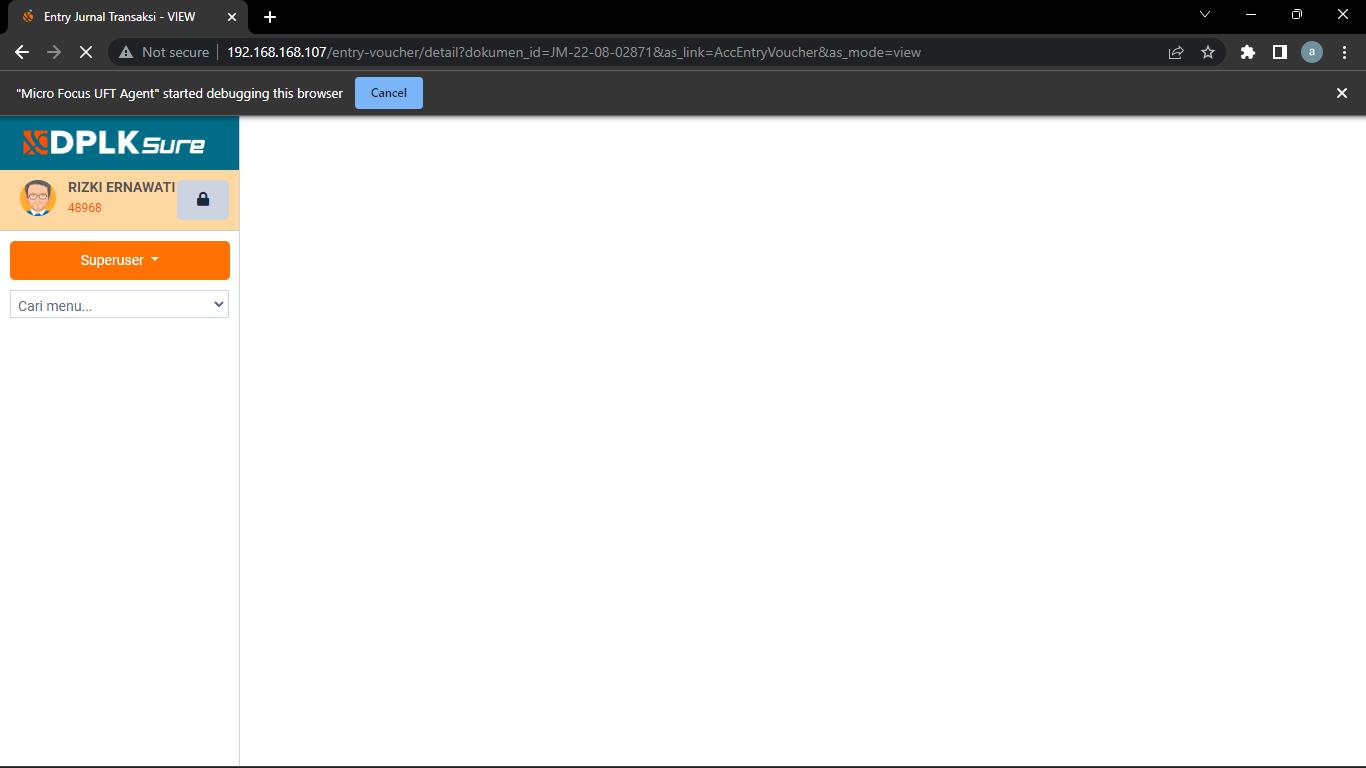 Entry Jurnal Transaksi - VIEW
Not secure
192.168.168.107/entry-voucher/detail?dokumen_id=JM-22-08-02871&as_link=AccEntryVoucher&as_mode=view
a
"Micro Focus UFT Agent" started debugging this browser
Cancel
DPLK Sure
RIZKI ERNAWATI
48968
Superuser
Cari menu...